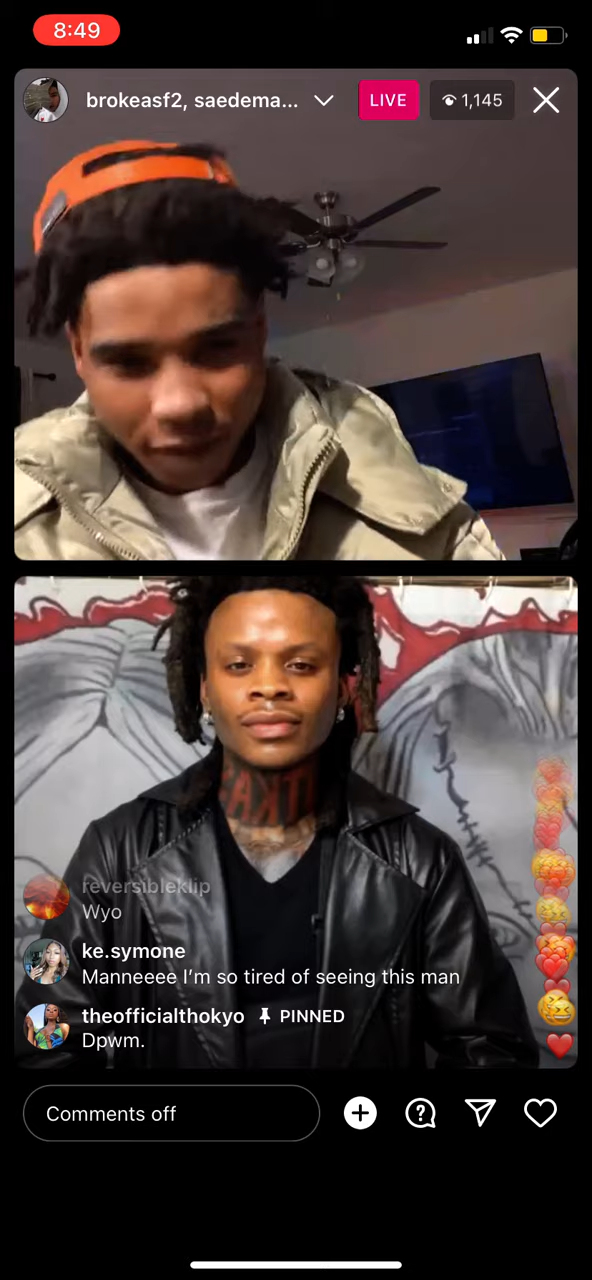 8:49
brokeasf2, saedema...
LIVE
1,145
reversibleklip
Wyo
ke.symone
Manneeee I'm so tired of seeing this man
theofficialthokyo PINNED
Dpwm.
Comments off